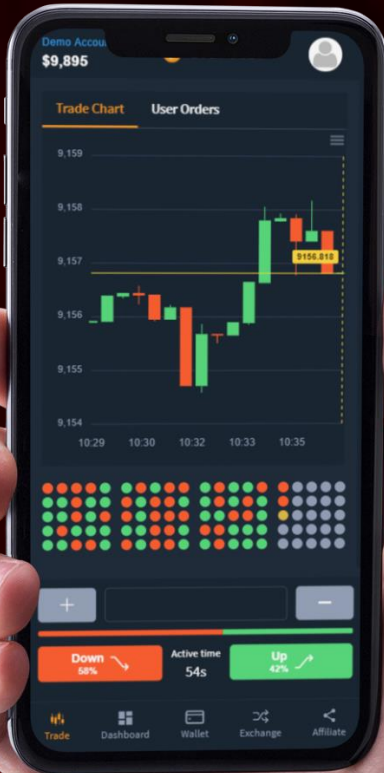 Demo Accou
$9,895
Trade Chart User Orders
9,159
9,158
9,157
9156.818
9,156
9,155
9,154
10:29 10:30 10:32 10:33 10:35
+ −
Down
58%
Active time
54s
Up
42%
Trade Dashboard Wallet Exchange Affiliate